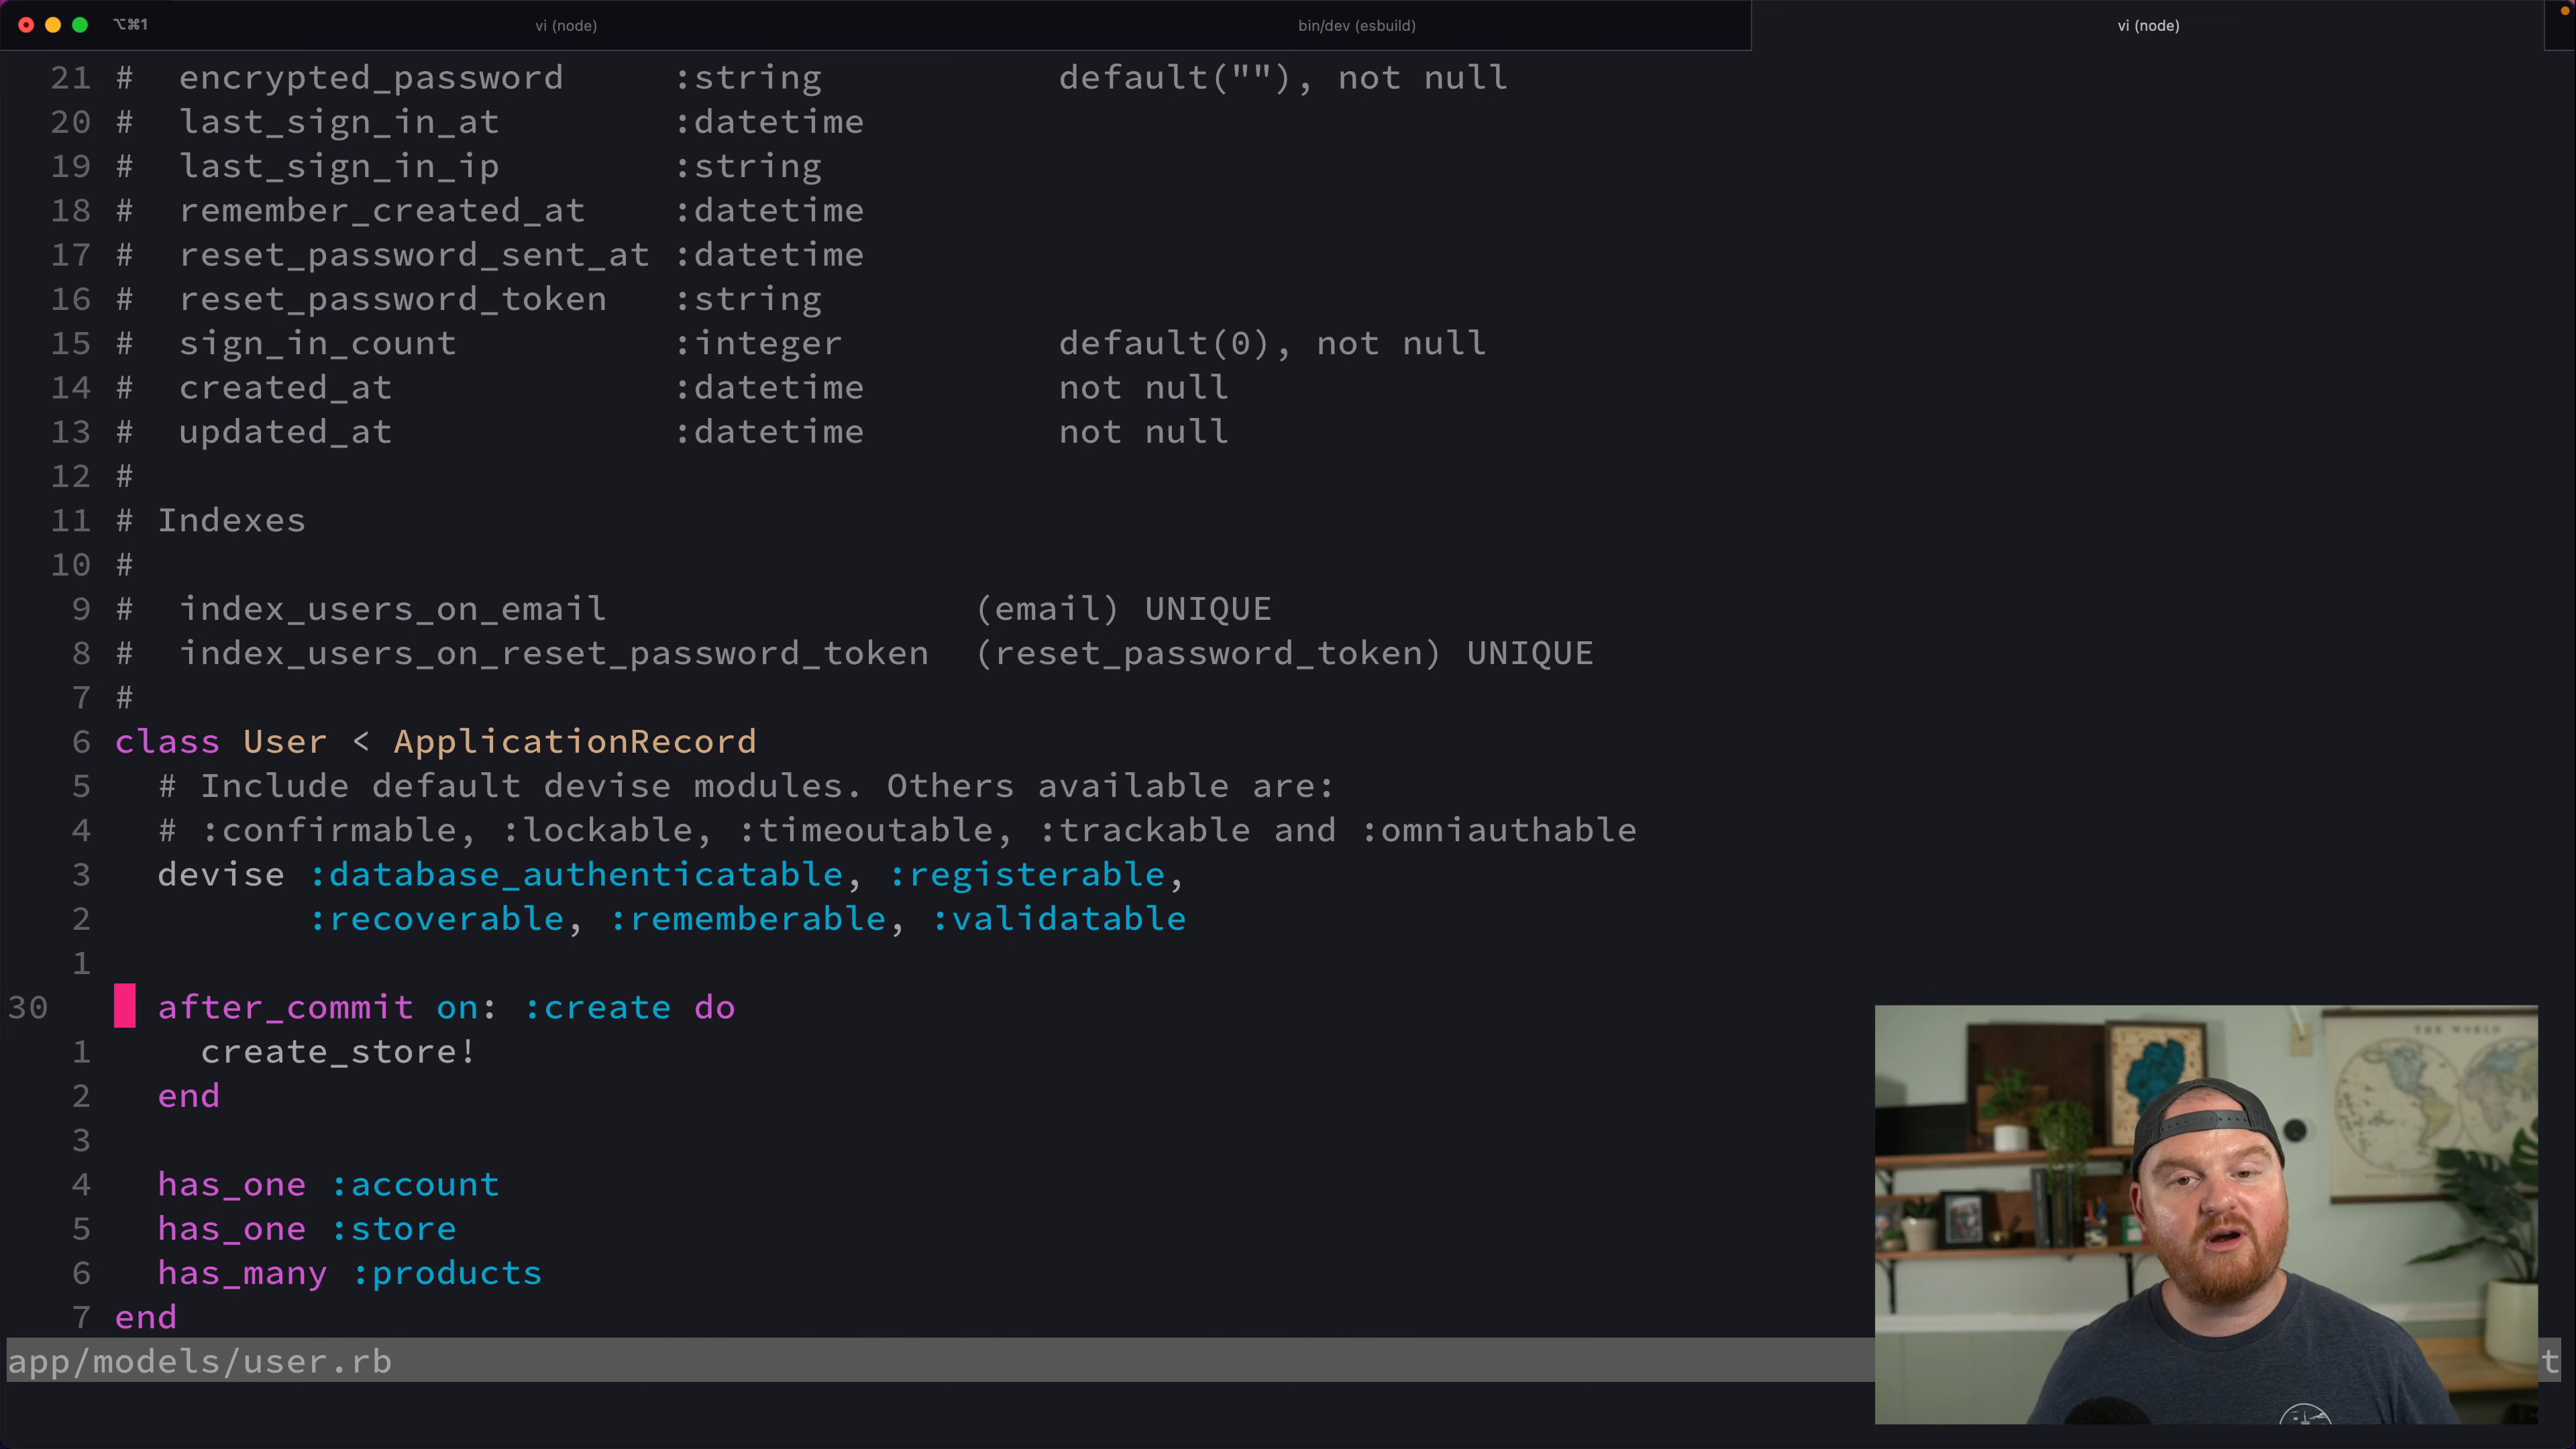 ⌥⌘1 vi (node) bin/dev (esbuild) vi (node)
21 #  encrypted_password     :string           default(""), not null
20 #  last_sign_in_at        :datetime
19 #  last_sign_in_ip        :string
18 #  remember_created_at    :datetime
17 #  reset_password_sent_at :datetime
16 #  reset_password_token   :string
15 #  sign_in_count          :integer          default(0), not null
14 #  created_at             :datetime         not null
13 #  updated_at             :datetime         not null
12 #
11 # Indexes
10 #
9 #  index_users_on_email                 (email) UNIQUE
8 #  index_users_on_reset_password_token  (reset_password_token) UNIQUE
7 #
6 class User < ApplicationRecord
5   # Include default devise modules. Others available are:
4   # :confirmable, :lockable, :timeoutable, :trackable and :omniauthable
3   devise :database_authenticatable, :registerable,
2          :recoverable, :rememberable, :validatable
1
30   after_commit on: :create do
1     create_store!
2   end
3
4   has_one :account
5   has_one :store
6   has_many :products
7 end
app/models/user.rb t
THE WORLD